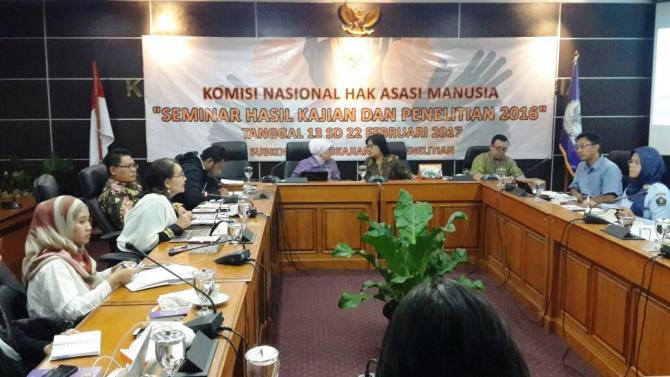 KOMISI NASIONAL HAK ASASI MANUSIA
"SEMINAR HASIL KAJIAN DAN PENELITIAN 2016"
TANGGAL 13 SD 22 FEBRUARI 2017